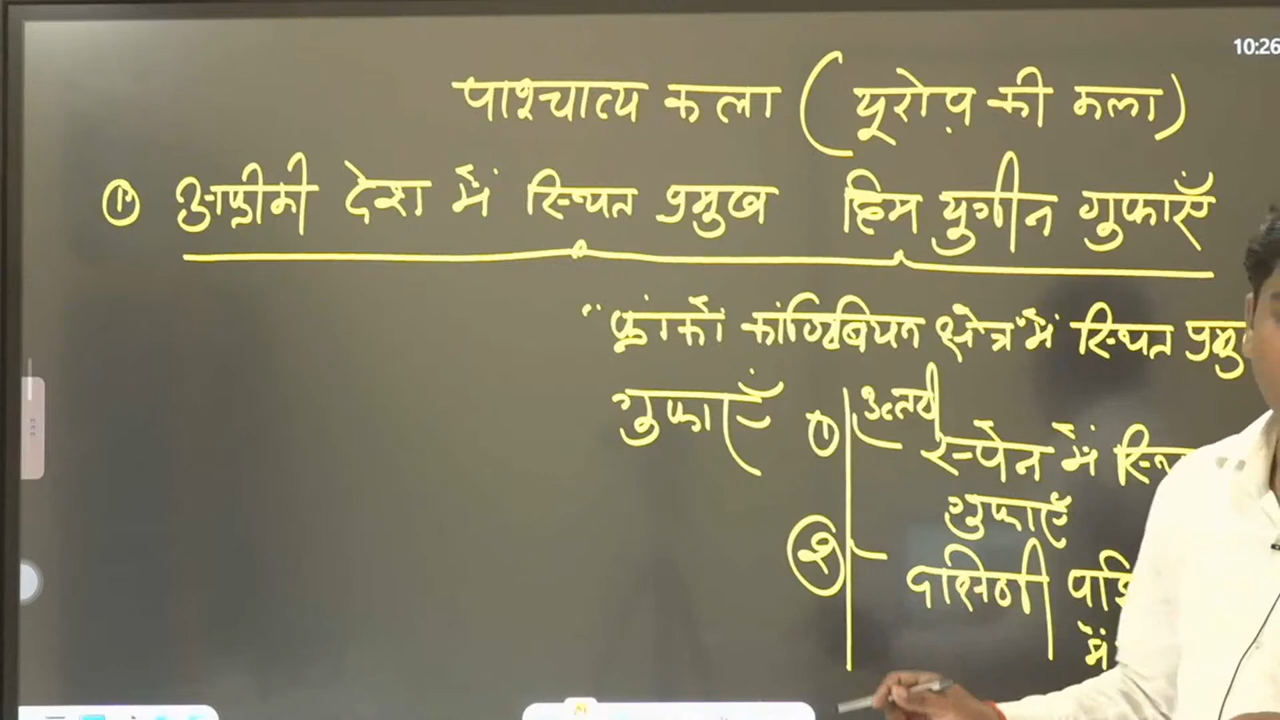 10:26
पाश्चात्य कला (यूरोप की कला)
① अफ्रीकी देश में स्थित प्रमुख हिम युगीन गुफाएँ
"फ्रांको कांण्टिबियन क्षेत्र" में स्थित प्रमु
गुफाएँ ① उत्तरी
स्पेन में स्थि
गुफाएँ
② दक्षिणी पश्चि
में